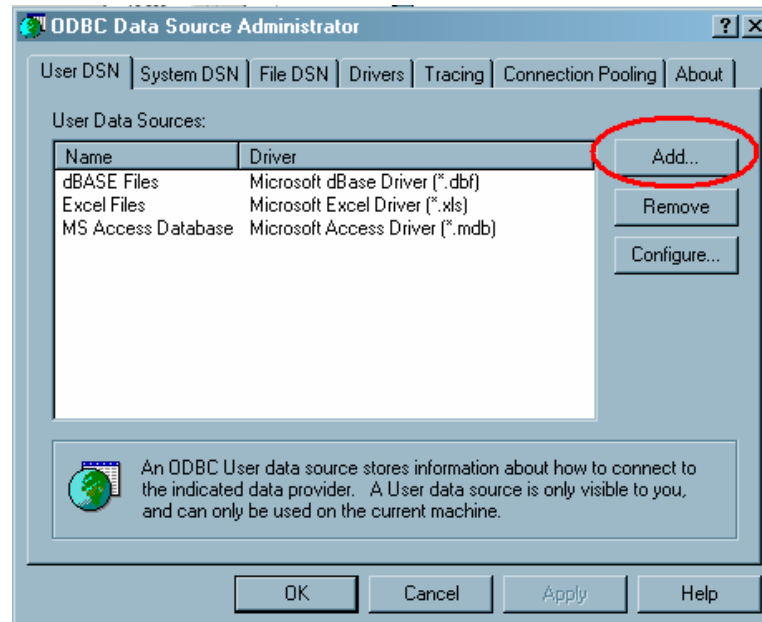 ODBC Data Source Administrator
User DSN System DSN File DSN Drivers Tracing Connection Pooling About
User Data Sources:
Name Driver Add...
dBASE Files Microsoft dBase Driver (*.dbf)
Excel Files Microsoft Excel Driver (*.xls) Remove
MS Access Database Microsoft Access Driver (*.mdb)
Configure...
An ODBC User data source stores information about how to connect to
the indicated data provider. A User data source is only visible to you,
and can only be used on the current machine.
OK Cancel Apply Help